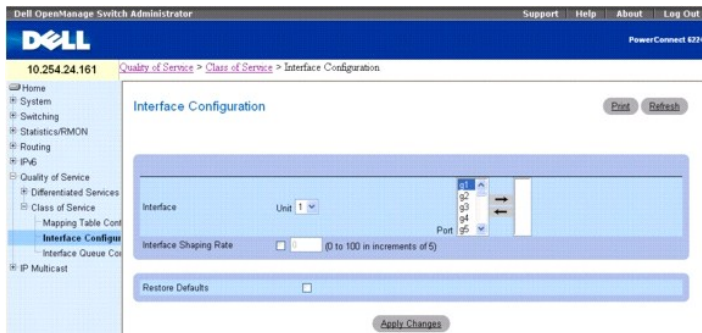 Dell OpenManage Switch Administrator
Support Help About Log Out
DELL
PowerConnect 622
10.254.24.161
Quality of Service > Class of Service > Interface Configuration
Home
System
Switching
Statistics/RMON
Routing
IPv6
Quality of Service
Differentiated Services
Class of Service
Mapping Table Cont
Interface Configur
Interface Queue Co
IP Multicast
Interface Configuration
Print Refresh
Interface
Unit 1
Port
g1
g2
g3
g4
g5
Interface Shaping Rate
0
(0 to 100 in increments of 5)
Restore Defaults
Apply Changes